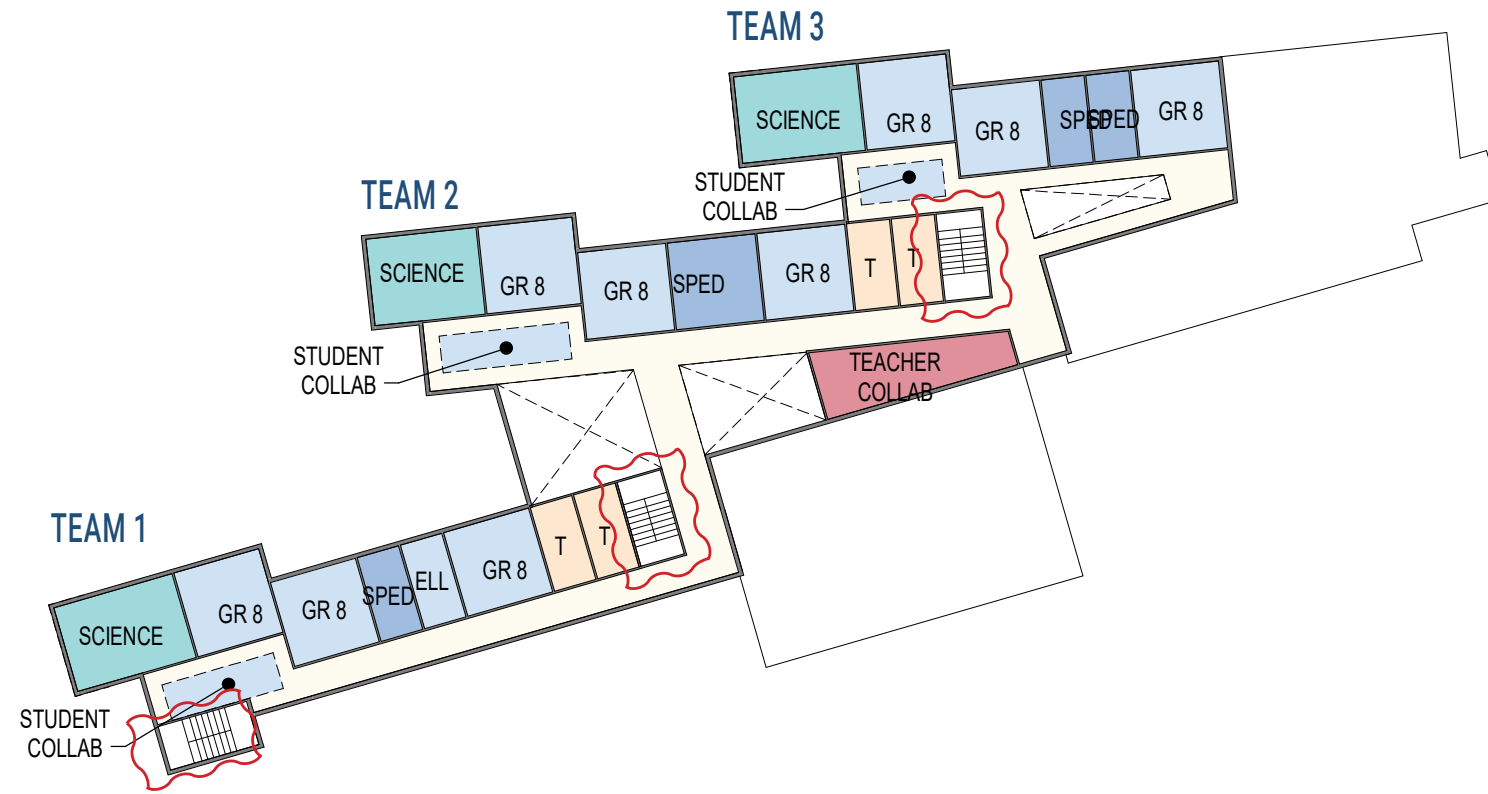 TEAM 3
SCIENCE
GR 8
GR 8
SPED
SPED
GR 8
STUDENT
COLLAB
TEAM 2
SCIENCE
GR 8
GR 8
SPED
GR 8
T
T
STUDENT
COLLAB
TEACHER
COLLAB
TEAM 1
SCIENCE
GR 8
GR 8
SPED
ELL
GR 8
T
T
STUDENT
COLLAB